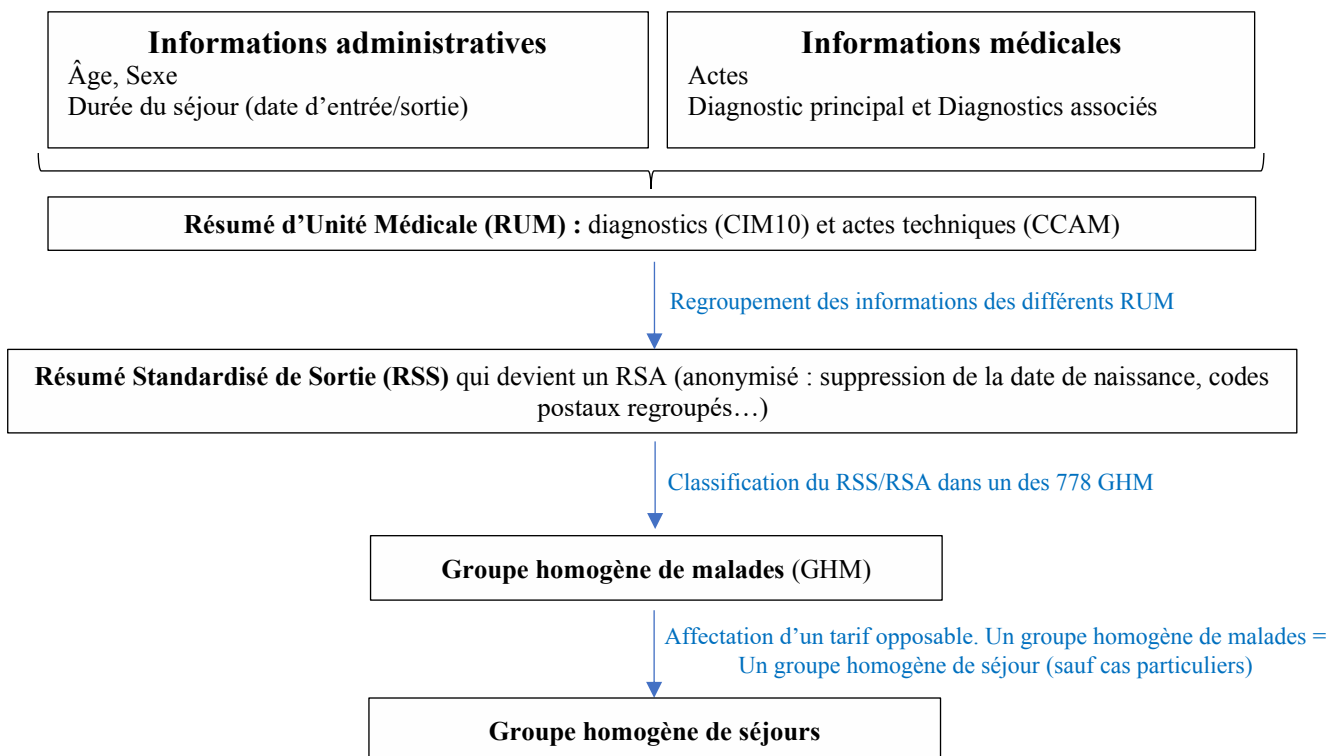 Informations administratives
Âge, Sexe
Durée du séjour (date d’entrée/sortie)
Informations médicales
Actes
Diagnostic principal et Diagnostics associés
Résumé d’Unité Médicale (RUM) : diagnostics (CIM10) et actes techniques (CCAM)
Regroupement des informations des différents RUM
Résumé Standardisé de Sortie (RSS) qui devient un RSA (anonymisé : suppression de la date de naissance, codes
postaux regroupés…)
Classification du RSS/RSA dans un des 778 GHM
Groupe homogène de malades (GHM)
Affectation d’un tarif opposable. Un groupe homogène de malades =
Un groupe homogène de séjour (sauf cas particuliers)
Groupe homogène de séjours